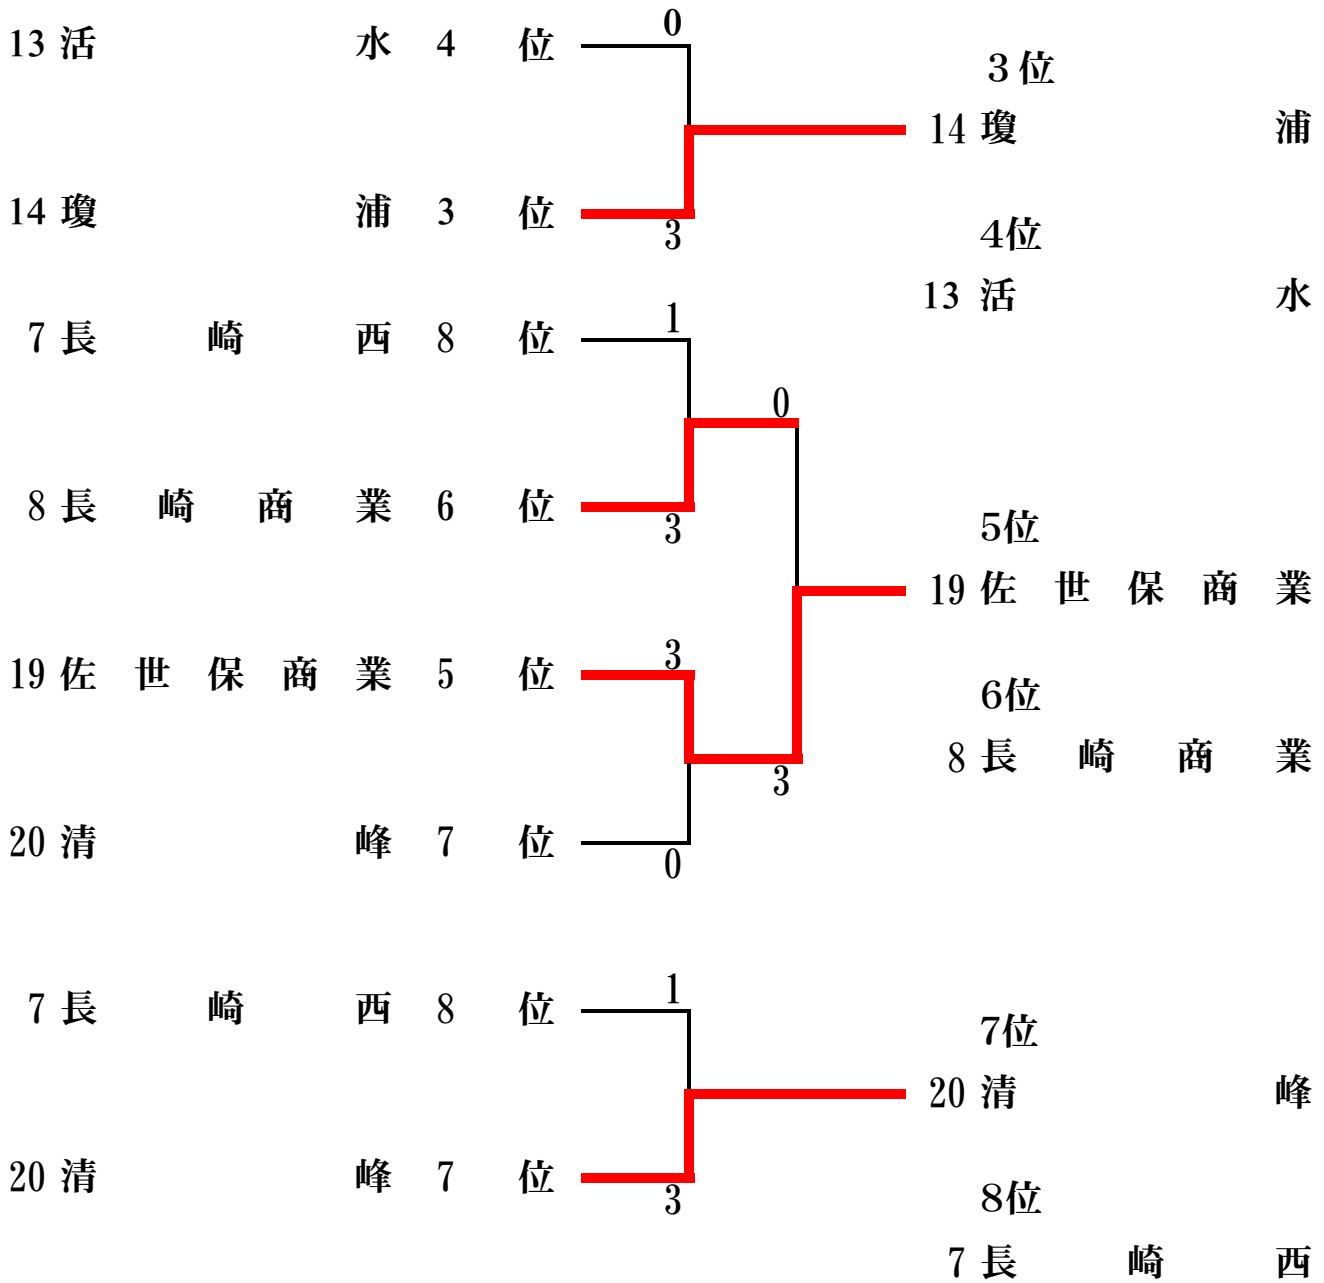 0
13 活 水 4 位
3 位
14 瓊 浦
14 瓊 浦 3 位
3
4位
13 活 水
1
7 長 崎 西 8 位
0
8 長 崎 商 業 6 位
3
5位
19 佐 世 保 商 業
3
19 佐 世 保 商 業 5 位
6位
8 長 崎 商 業
3
20 清 峰 7 位
0
1
7 長 崎 西 8 位
7位
20 清 峰
20 清 峰 7 位
3
8位
7 長 崎 西